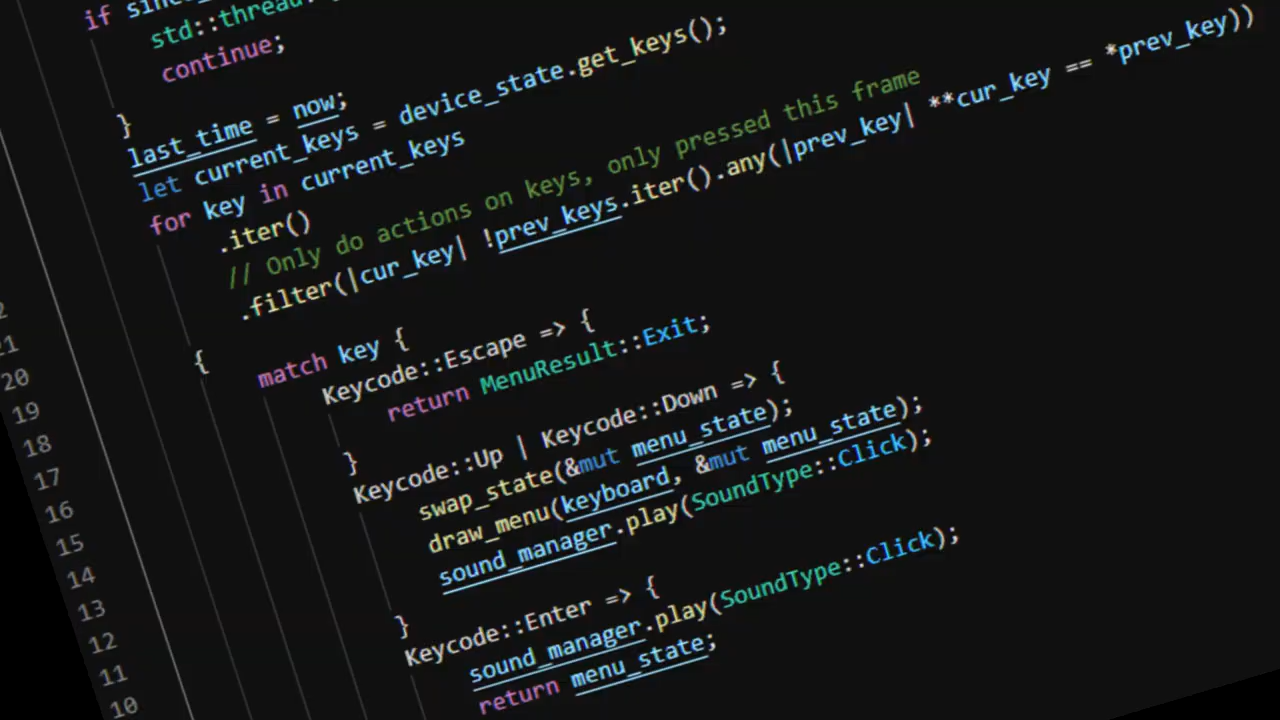 if
std::thread
continue;
}
last_time = now;
let current_keys = device_state.get_keys();
for key in current_keys
.iter()
// Only do actions on keys, only pressed this frame
.filter(|cur_key| !prev_keys.iter().any(|prev_key| **cur_key == *prev_key))
{
match key {
Keycode::Escape => {
return MenuResult::Exit;
}
Keycode::Up | Keycode::Down => {
swap_state(&mut menu_state);
draw_menu(keyboard, &mut menu_state);
sound_manager.play(SoundType::Click);
}
Keycode::Enter => {
sound_manager.play(SoundType::Click);
return menu_state;
21
20
19
18
17
16
15
14
13
12
11
10